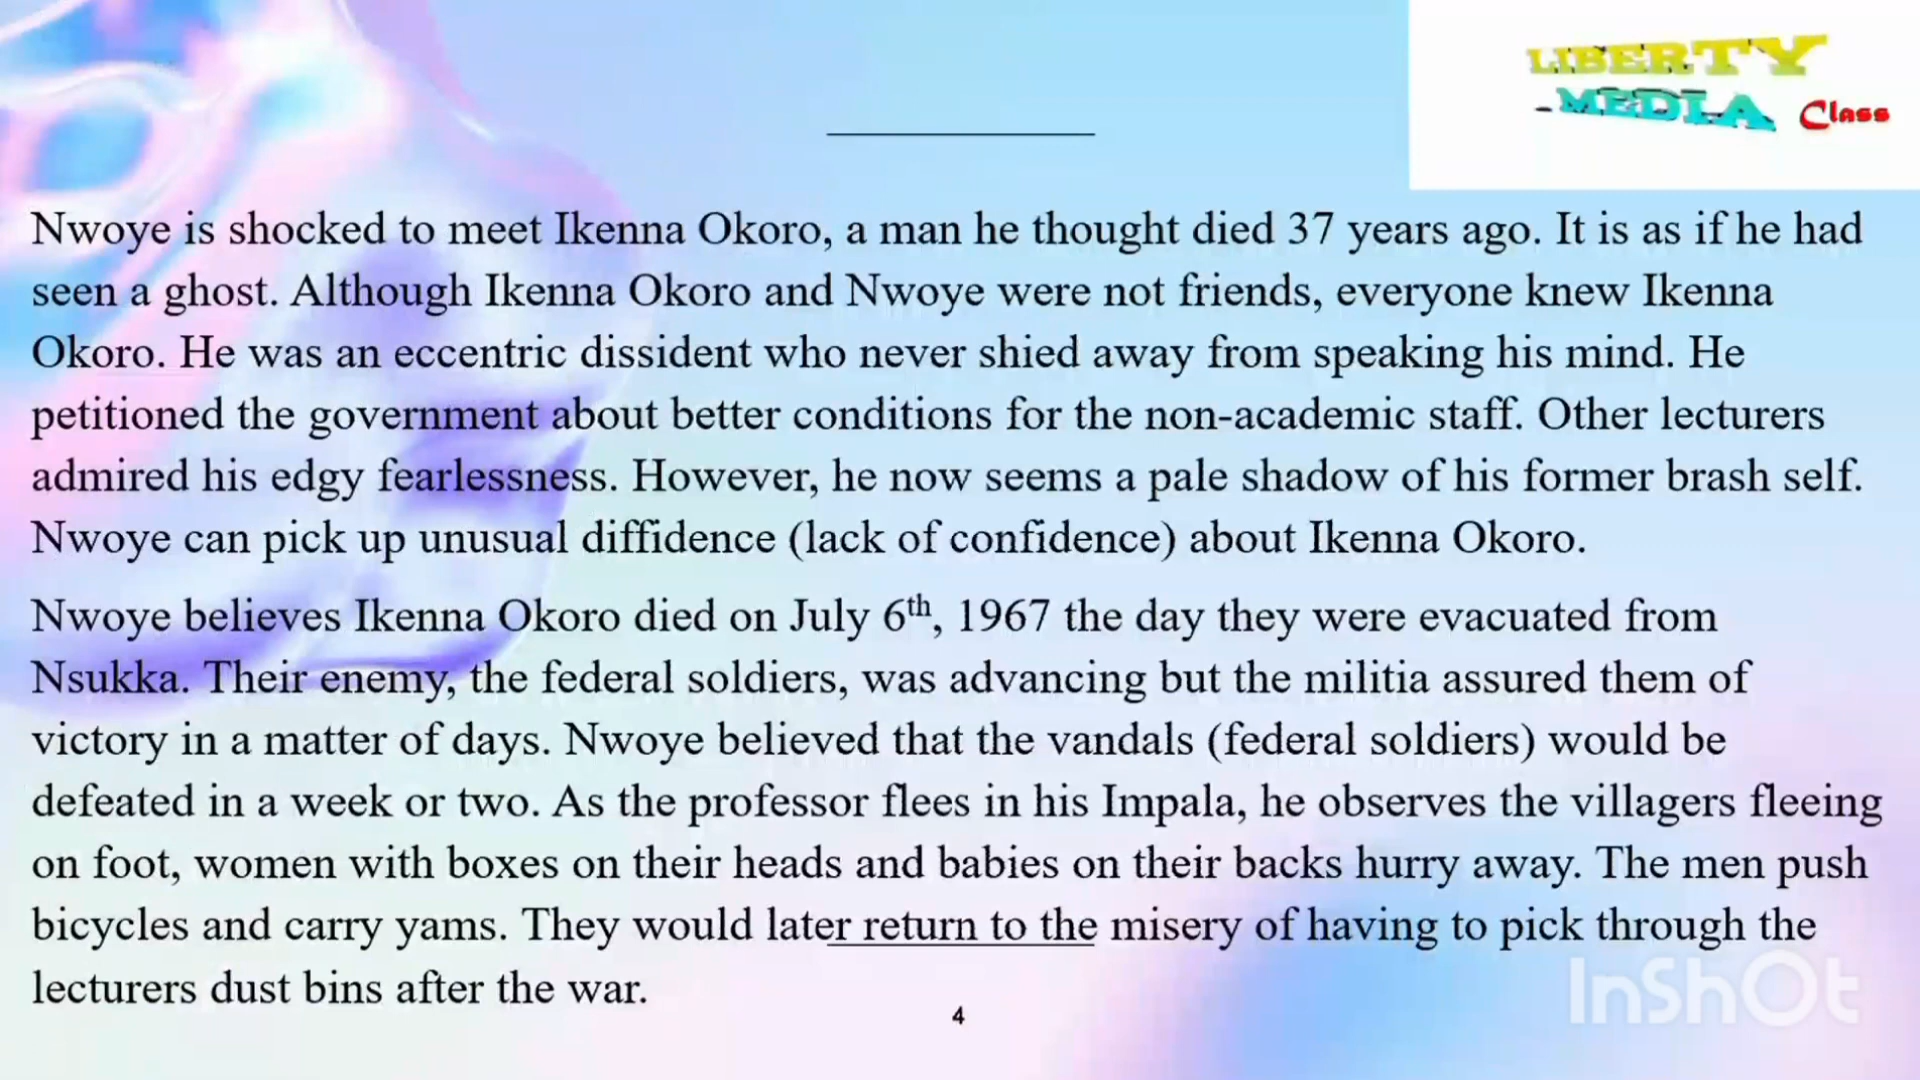 LIBERTY
-MEDIA Class
Nwoye is shocked to meet Ikenna Okoro, a man he thought died 37 years ago. It is as if he had
seen a ghost. Although Ikenna Okoro and Nwoye were not friends, everyone knew Ikenna
Okoro. He was an eccentric dissident who never shied away from speaking his mind. He
petitioned the government about better conditions for the non-academic staff. Other lecturers
admired his edgy fearlessness. However, he now seems a pale shadow of his former brash self.
Nwoye can pick up unusual diffidence (lack of confidence) about Ikenna Okoro.
Nwoye believes Ikenna Okoro died on July 6th, 1967 the day they were evacuated from
Nsukka. Their enemy, the federal soldiers, was advancing but the militia assured them of
victory in a matter of days. Nwoye believed that the vandals (federal soldiers) would be
defeated in a week or two. As the professor flees in his Impala, he observes the villagers fleeing
on foot, women with boxes on their heads and babies on their backs hurry away. The men push
bicycles and carry yams. They would later return to the misery of having to pick through the
lecturers dust bins after the war.
InShOt
4